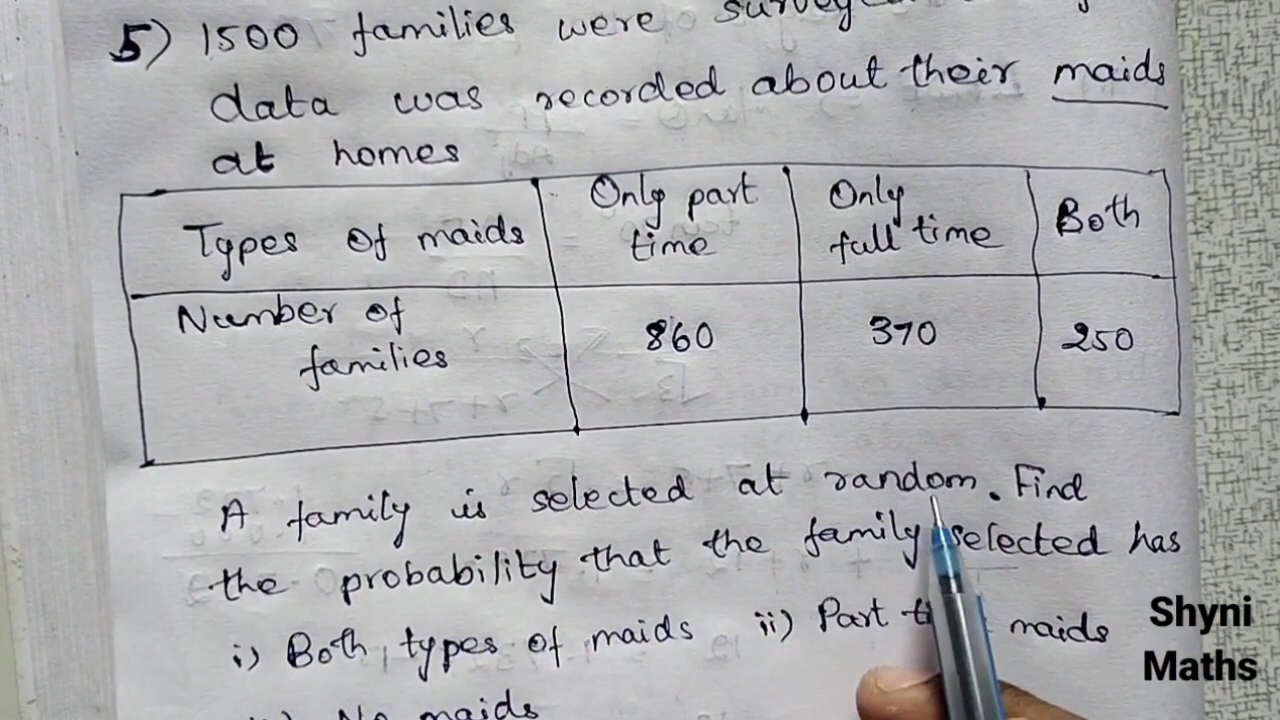 5) 1500 families were
data was recorded about their maids
at homes
Types of maids
Only part
time
Only
full time
Both
Number of
families
860
370
250
A family is selected at random. Find
the probability that the family selected has
i) Both types of maids ii) Part maids
No maids
Shyni
Maths